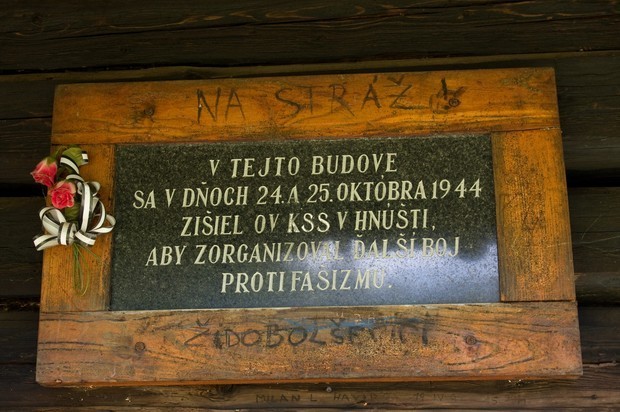 NA STRÁŽ !
V TEJTO BUDOVE
SA V DŇOCH 24. A 25. OKTÓBRA 1944
ZIŠIEL OV KSS V HNÚŠTI,
ABY ZORGANIZOVAL ĎALŠÍ BOJ
PROTI FAŠIZMU.
MILAN L.